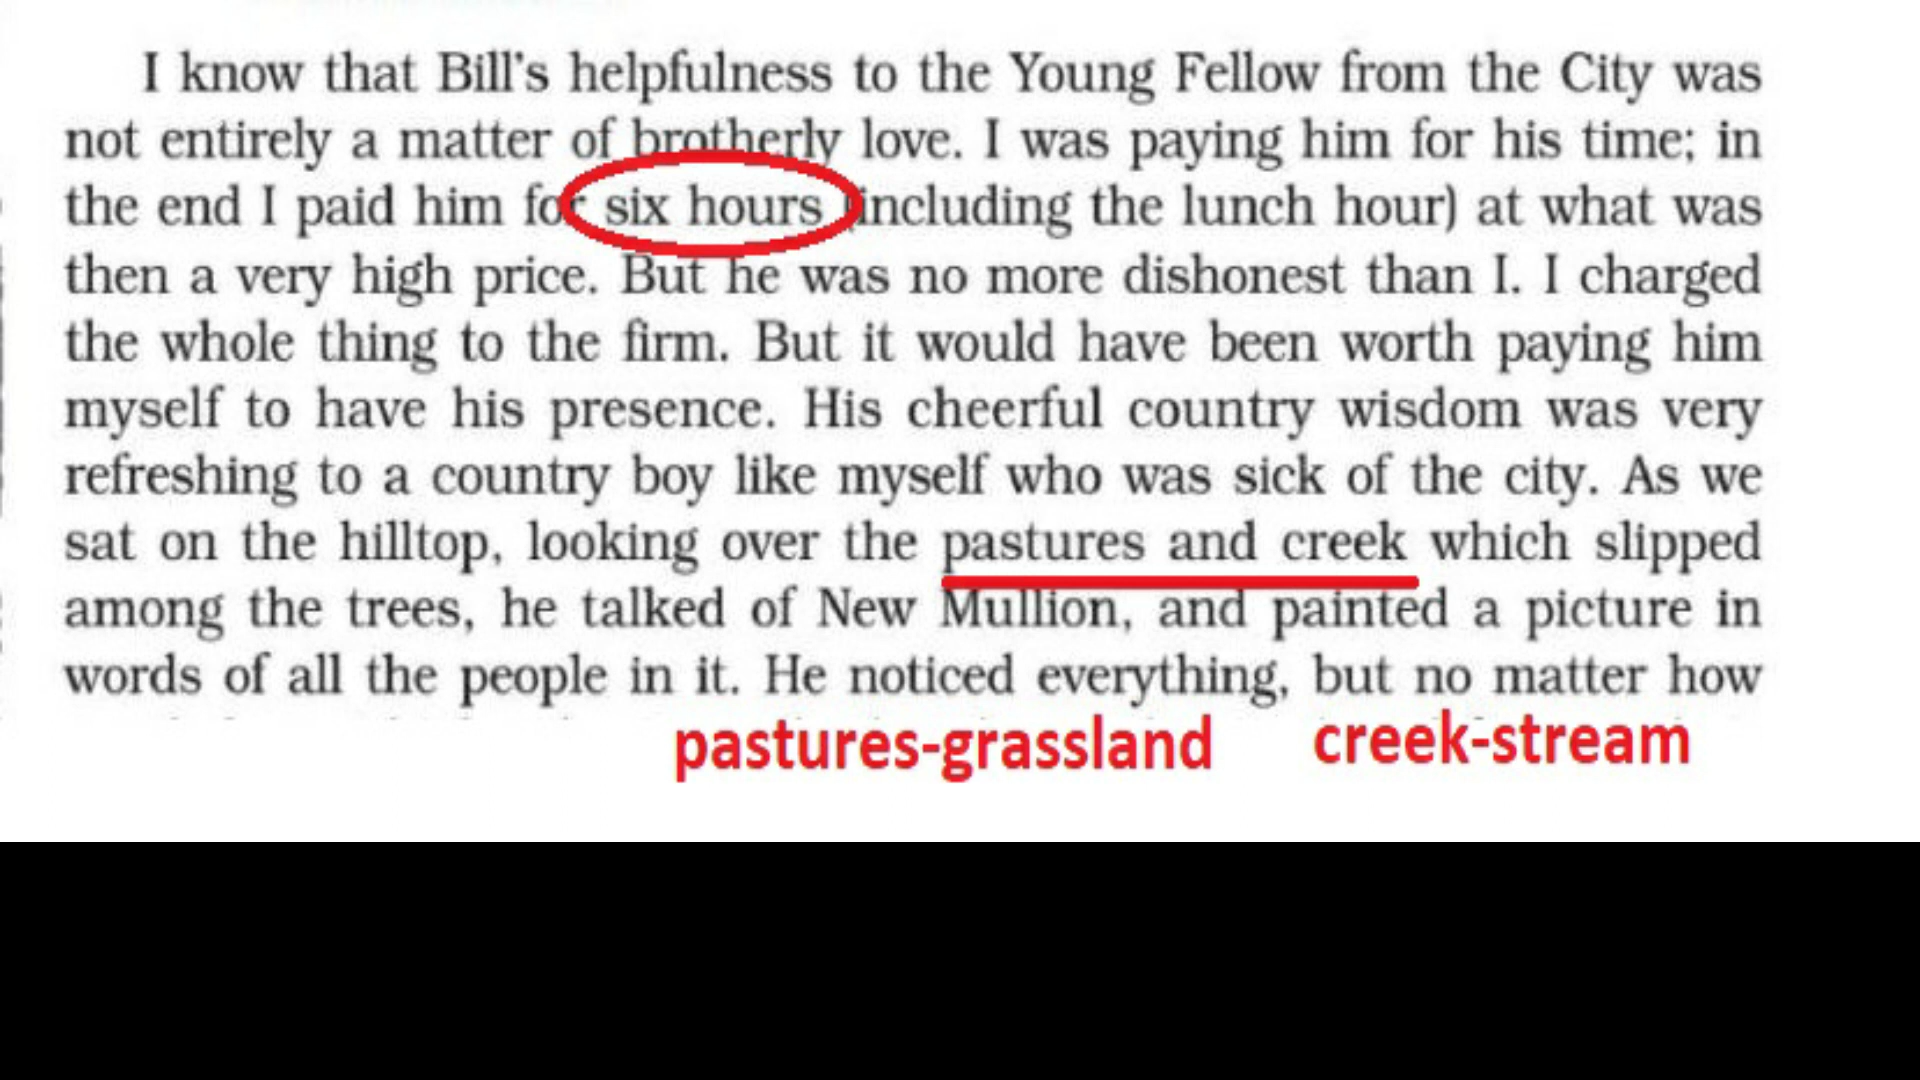 I know that Bill's helpfulness to the Young Fellow from the City was
not entirely a matter of brotherly love. I was paying him for his time; in
the end I paid him for six hours (including the lunch hour) at what was
then a very high price. But he was no more dishonest than I. I charged
the whole thing to the firm. But it would have been worth paying him
myself to have his presence. His cheerful country wisdom was very
refreshing to a country boy like myself who was sick of the city. As we
sat on the hilltop, looking over the pastures and creek which slipped
among the trees, he talked of New Mullion, and painted a picture in
words of all the people in it. He noticed everything, but no matter how
pastures-grassland creek-stream